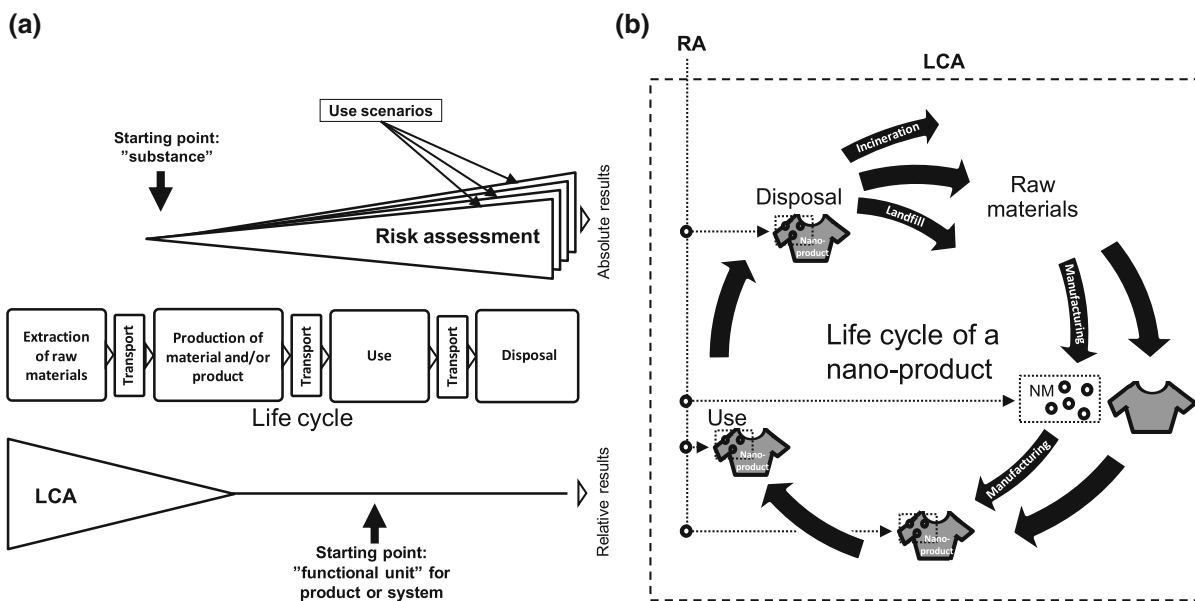 (a)
Use scenarios
Starting point:
”substance”
Risk assessment
Absolute results
Extraction
of raw
materials
Transport
Production of
material and/or
product
Transport
Use
Transport
Disposal
Life cycle
LCA
Relative results
Starting point:
”functional unit” for
product or system
(b)
RA
LCA
Incineration
Disposal
Landfill
Nano-
product
Raw
materials
Manufacturing
Life cycle of a
nano-product
NM
Use
Nano-
product
Manufacturing
Nano-
product